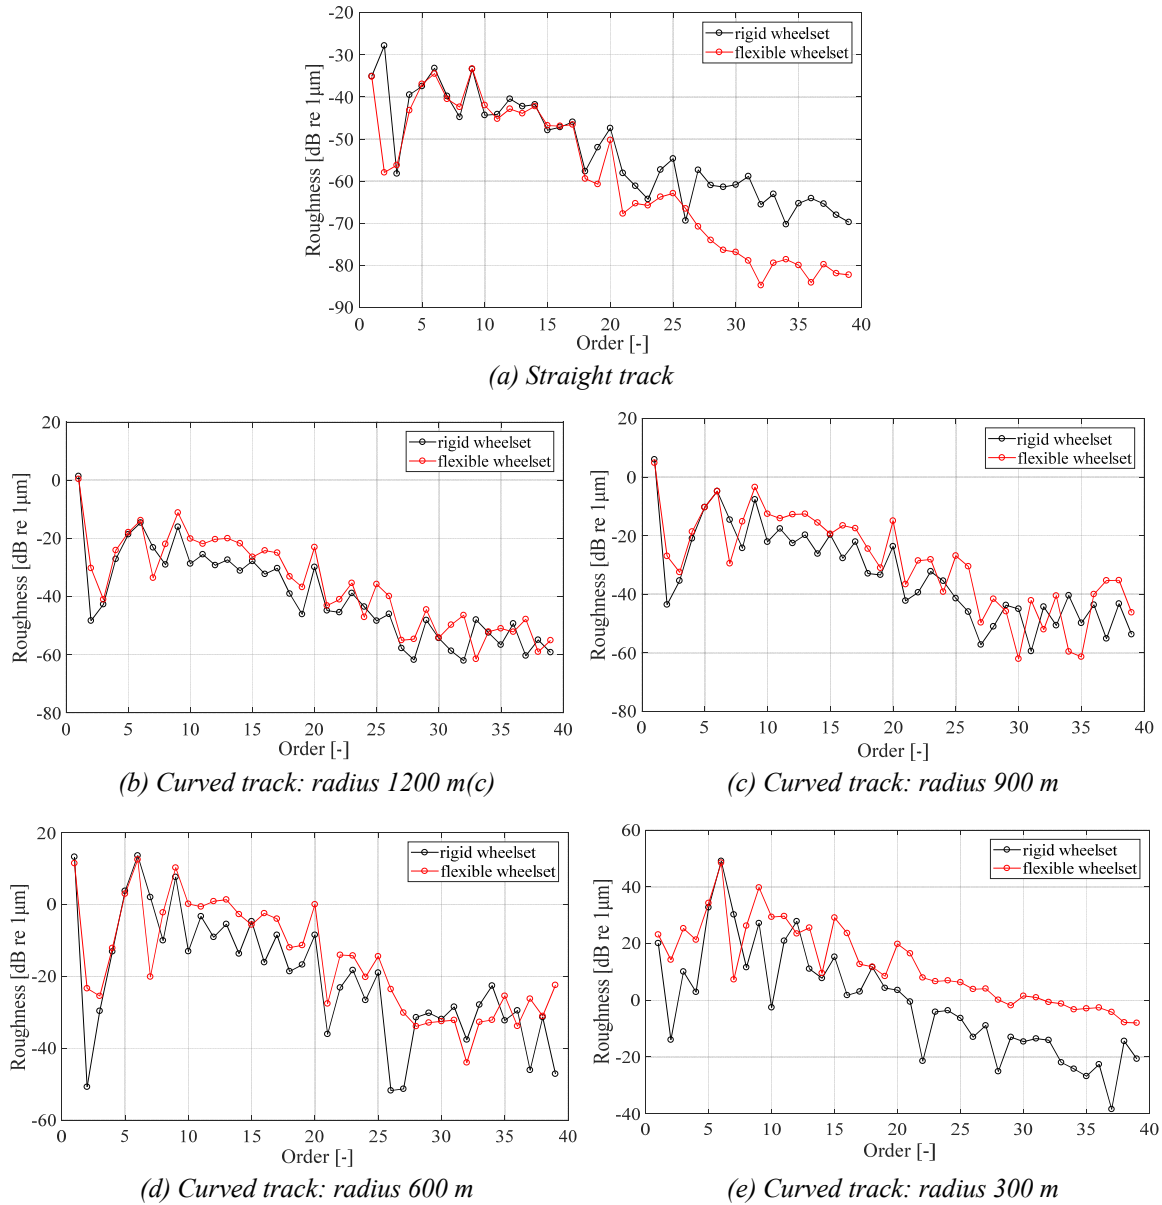 -20
-30
-40
-50
-60
-70
-80
-90
Roughness [dB re 1μm]
rigid wheelset
flexible wheelset
0 5 10 15 20 25 30 35 40
Order [-]
(a) Straight track
20
0
-20
-40
-60
-80
Roughness [dB re 1μm]
rigid wheelset
flexible wheelset
0 5 10 15 20 25 30 35 40
Order [-]
(b) Curved track: radius 1200 m(c)
20
0
-20
-40
-60
-80
Roughness [dB re 1μm]
rigid wheelset
flexible wheelset
0 5 10 15 20 25 30 35 40
Order [-]
(c) Curved track: radius 900 m
20
0
-20
-40
-60
Roughness [dB re 1μm]
rigid wheelset
flexible wheelset
0 5 10 15 20 25 30 35 40
Order [-]
(d) Curved track: radius 600 m
60
40
20
0
-20
-40
Roughness [dB re 1μm]
rigid wheelset
flexible wheelset
0 5 10 15 20 25 30 35 40
Order [-]
(e) Curved track: radius 300 m